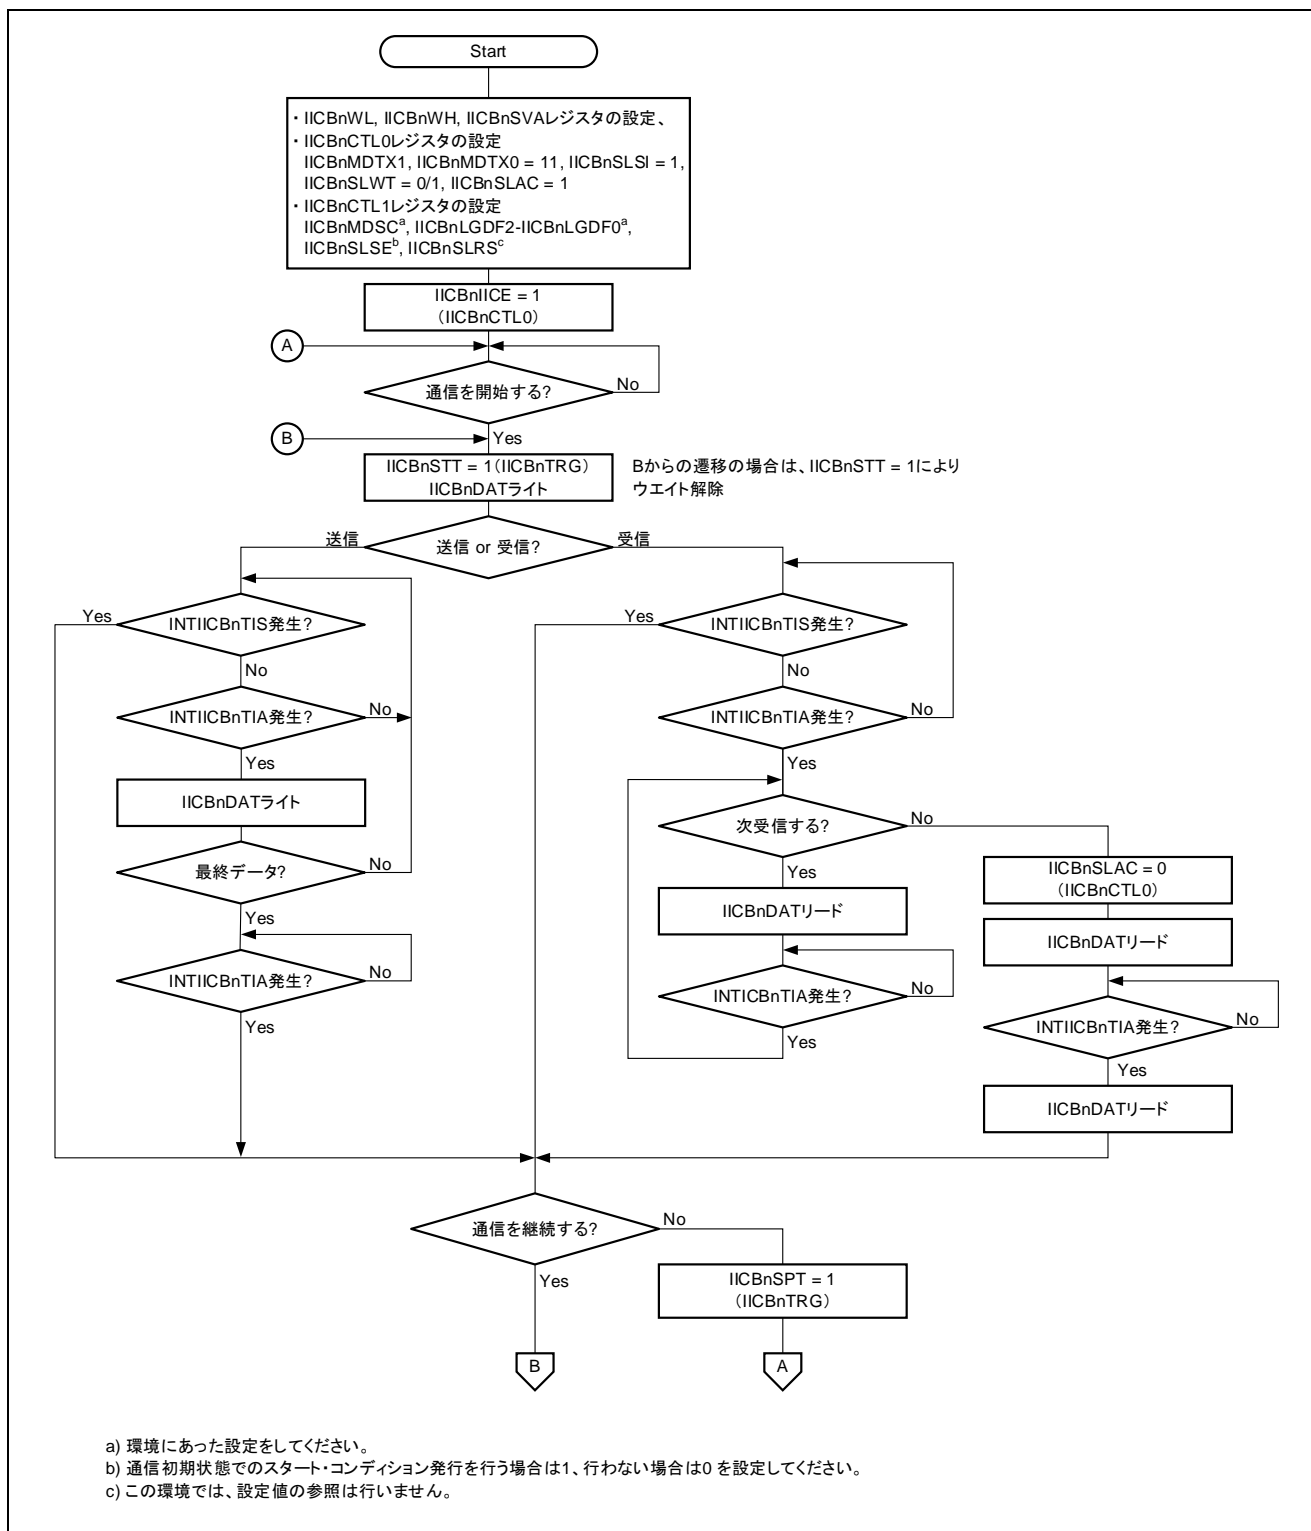 Start
・ IICBnWL, IICBnWH, IICBnSVAレジスタの設定、
・ IICBnCTL0レジスタの設定
IICBnMDTX1, IICBnMDTX0 = 11, IICBnSLSI = 1,
IICBnSLWT = 0/1, IICBnSLAC = 1
・ IICBnCTL1レジスタの設定
IICBnMDSCa, IICBnLGDF2-IICBnLGDF0a,
IICBnSLSEb, IICBnSLRSc
IICBnIICE = 1
（IICBnCTL0）
A
通信を開始する?
No
B
Yes
IICBnSTT = 1（IICBnTRG）
IICBnDATライト
Bからの遷移の場合は、IICBnSTT = 1により
ウエイト解除
送信
送信 or 受信?
受信
Yes
INTIICBnTIS発生?
No
INTIICBnTIA発生?
No
Yes
IICBnDATライト
最終データ?
No
Yes
INTIICBnTIA発生?
No
Yes
Yes
INTIICBnTIS発生?
No
INTIICBnTIA発生?
No
Yes
次受信する?
No
Yes
IICBnDATリード
INTICBnTIA発生?
No
Yes
IICBnSLAC = 0
（IICBnCTL0）
IICBnDATリード
INTIICBnTIA発生?
No
Yes
IICBnDATリード
通信を継続する?
No
Yes
IICBnSPT = 1
（IICBnTRG）
B
A
a) 環境にあった設定をしてください。
b) 通信初期状態でのスタート・コンディション発行を行う場合は1、行わない場合は0 を設定してください。
c) この環境では、設定値の参照は行いません。